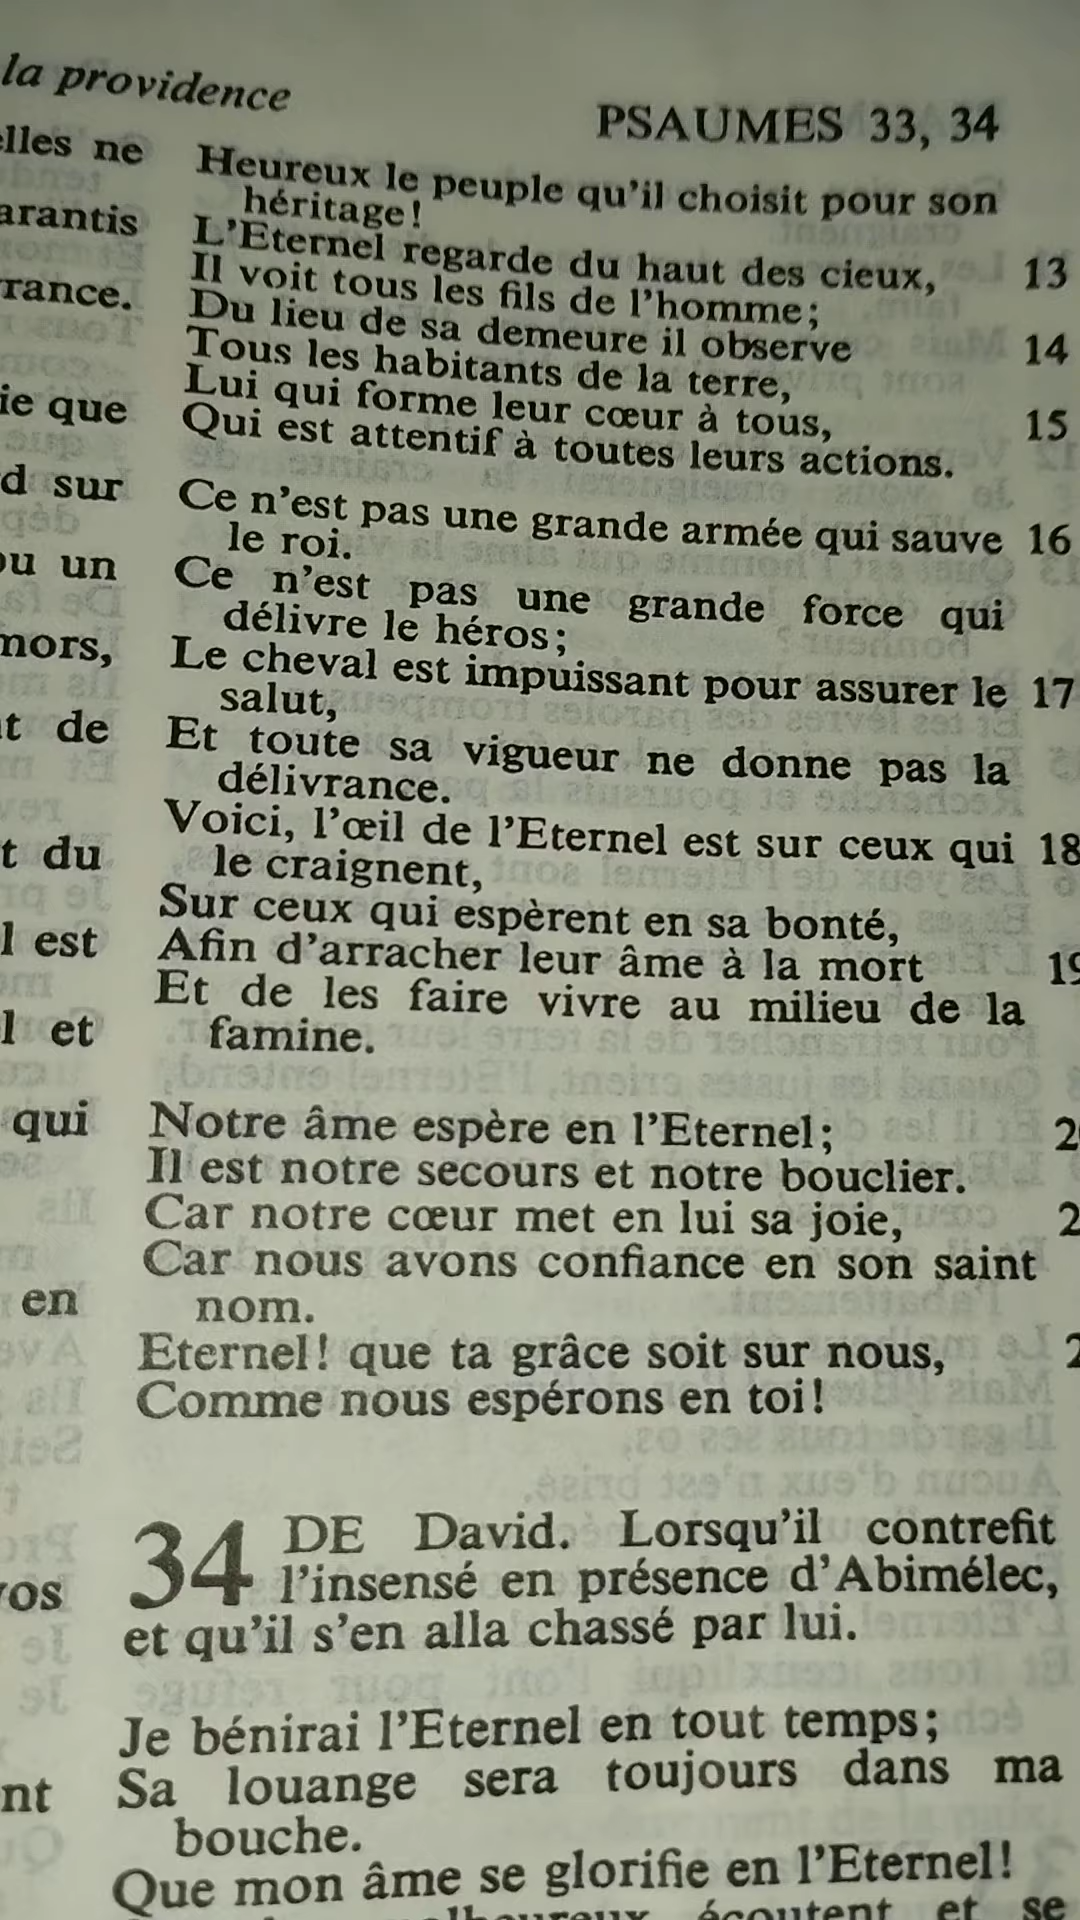 la providence
PSAUMES 33, 34
elles ne
arantis
rance.
ie que
d sur
ou un
mors,
t de
t du
l est
l et
qui
en
vos
nt
Heureux le peuple qu'il choisit pour son
héritage!
L'Eternel regarde du haut des cieux, 13
Il voit tous les fils de l'homme;
Du lieu de sa demeure il observe 14
Tous les habitants de la terre,
Lui qui forme leur cœur à tous, 15
Qui est attentif à toutes leurs actions.
Ce n'est pas une grande armée qui sauve 16
le roi.
Ce n'est pas une grande force qui
délivre le héros;
Le cheval est impuissant pour assurer le 17
salut,
Et toute sa vigueur ne donne pas la
délivrance.
Voici, l'œil de l'Eternel est sur ceux qui 18
le craignent,
Sur ceux qui espèrent en sa bonté,
Afin d'arracher leur âme à la mort 19
Et de les faire vivre au milieu de la
famine.
Notre âme espère en l'Eternel; 2
Il est notre secours et notre bouclier.
Car notre cœur met en lui sa joie, 2
Car nous avons confiance en son saint
nom.
Eternel! que ta grâce soit sur nous, 2
Comme nous espérons en toi!
34 DE David. Lorsqu'il contrefit
l'insensé en présence d'Abimélec,
et qu'il s'en alla chassé par lui.
Je bénirai l'Eternel en tout temps;
Sa louange sera toujours dans ma
bouche.
Que mon âme se glorifie en l'Eternel!
malheureux écoutent et se